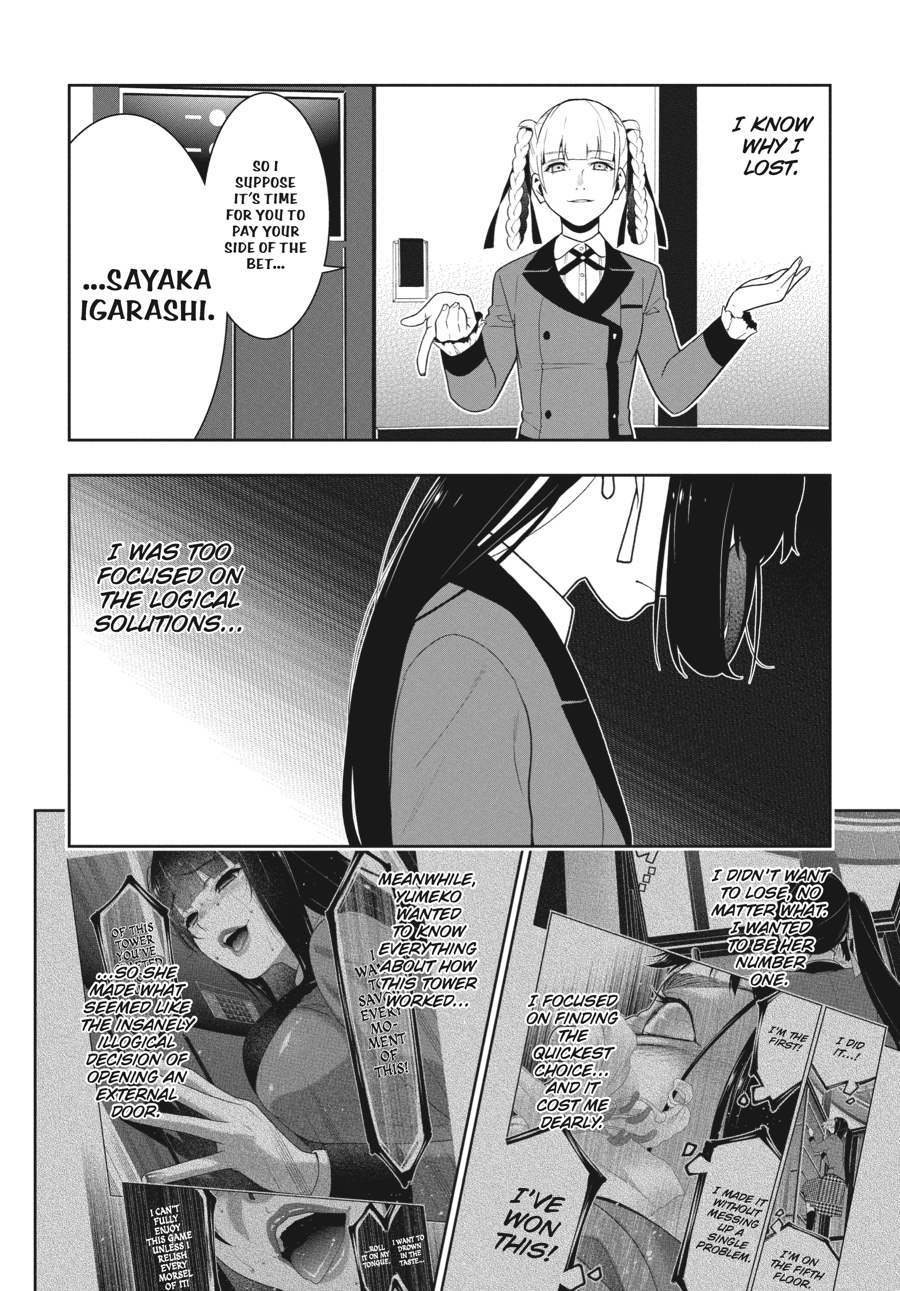 I KNOW
WHY I
LOST.
SO I
SUPPOSE
IT'S TIME
FOR YOU TO
PAY YOUR
SIDE OF THE
BET...
...SAYAKA
IGARASHI.
I WAS TOO
FOCUSED ON
THE LOGICAL
SOLUTIONS...
I DIDN'T WANT
TO LOSE, NO
MATTER WHAT.
I WANTED
TO BE HER
NUMBER
ONE.
I DID
IT...!
I'M THE
FIRST!
I FOCUSED
ON FINDING
THE
QUICKEST
CHOICE...
AND IT
COST ME
DEARLY.
I'M ON
THE FIFTH
FLOOR.
I MADE IT
WITHOUT
MESSING
UP A
SINGLE
PROBLEM.
I'VE
WON
THIS!
MEANWHILE,
YUMEKO
WANTED
TO KNOW
EVERYTHING
ABOUT HOW
THIS TOWER
WORKED...
I
TO
EVERY
MO-
MENT
OF
THIS!
OF THIS
TOWER
YOU'VE
...SO SHE
MADE WHAT
SEEMED LIKE
THE INSANELY
ILLOGICAL
DECISION OF
OPENING AN
EXTERNAL
DOOR.
I WANT TO
DROWN
IN THE
TASTE...
...ROLL
IT ON MY
TONGUE.
I CAN'T
FULLY
ENJOY
THIS GAME
UNLESS I
RELISH
EVERY
MORSEL
OF IT!